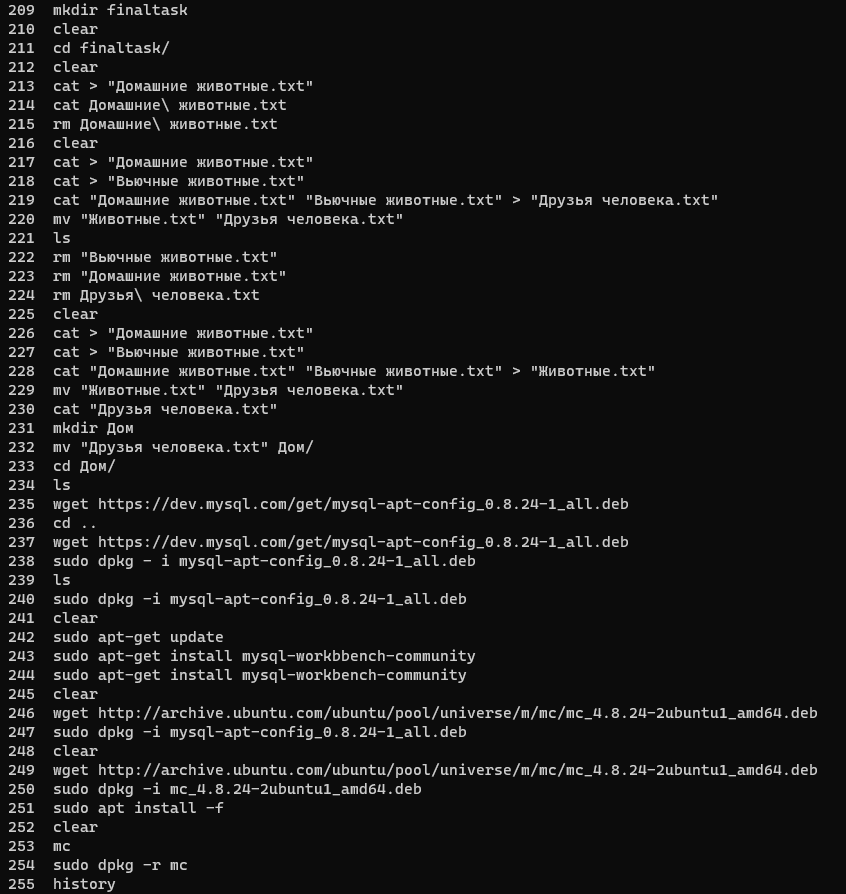 209 mkdir finaltask
210 clear
211 cd finaltask/
212 clear
213 cat > "Домашние животные.txt"
214 cat Домашние\ животные.txt
215 rm Домашние\ животные.txt
216 clear
217 cat > "Домашние животные.txt"
218 cat > "Вьючные животные.txt"
219 cat "Домашние животные.txt" "Вьючные животные.txt" > "Друзья человека.txt"
220 mv "Животные.txt" "Друзья человека.txt"
221 ls
222 rm "Вьючные животные.txt"
223 rm "Домашние животные.txt"
224 rm Друзья\ человека.txt
225 clear
226 cat > "Домашние животные.txt"
227 cat > "Вьючные животные.txt"
228 cat "Домашние животные.txt" "Вьючные животные.txt" > "Животные.txt"
229 mv "Животные.txt" "Друзья человека.txt"
230 cat "Друзья человека.txt"
231 mkdir Дом
232 mv "Друзья человека.txt" Дом/
233 cd Дом/
234 ls
235 wget https://dev.mysql.com/get/mysql-apt-config_0.8.24-1_all.deb
236 cd ..
237 wget https://dev.mysql.com/get/mysql-apt-config_0.8.24-1_all.deb
238 sudo dpkg - i mysql-apt-config_0.8.24-1_all.deb
239 ls
240 sudo dpkg -i mysql-apt-config_0.8.24-1_all.deb
241 clear
242 sudo apt-get update
243 sudo apt-get install mysql-workbbench-community
244 sudo apt-get install mysql-workbench-community
245 clear
246 wget http://archive.ubuntu.com/ubuntu/pool/universe/m/mc/mc_4.8.24-2ubuntu1_amd64.deb
247 sudo dpkg -i mysql-apt-config_0.8.24-1_all.deb
248 clear
249 wget http://archive.ubuntu.com/ubuntu/pool/universe/m/mc/mc_4.8.24-2ubuntu1_amd64.deb
250 sudo dpkg -i mc_4.8.24-2ubuntu1_amd64.deb
251 sudo apt install -f
252 clear
253 mc
254 sudo dpkg -r mc
255 history